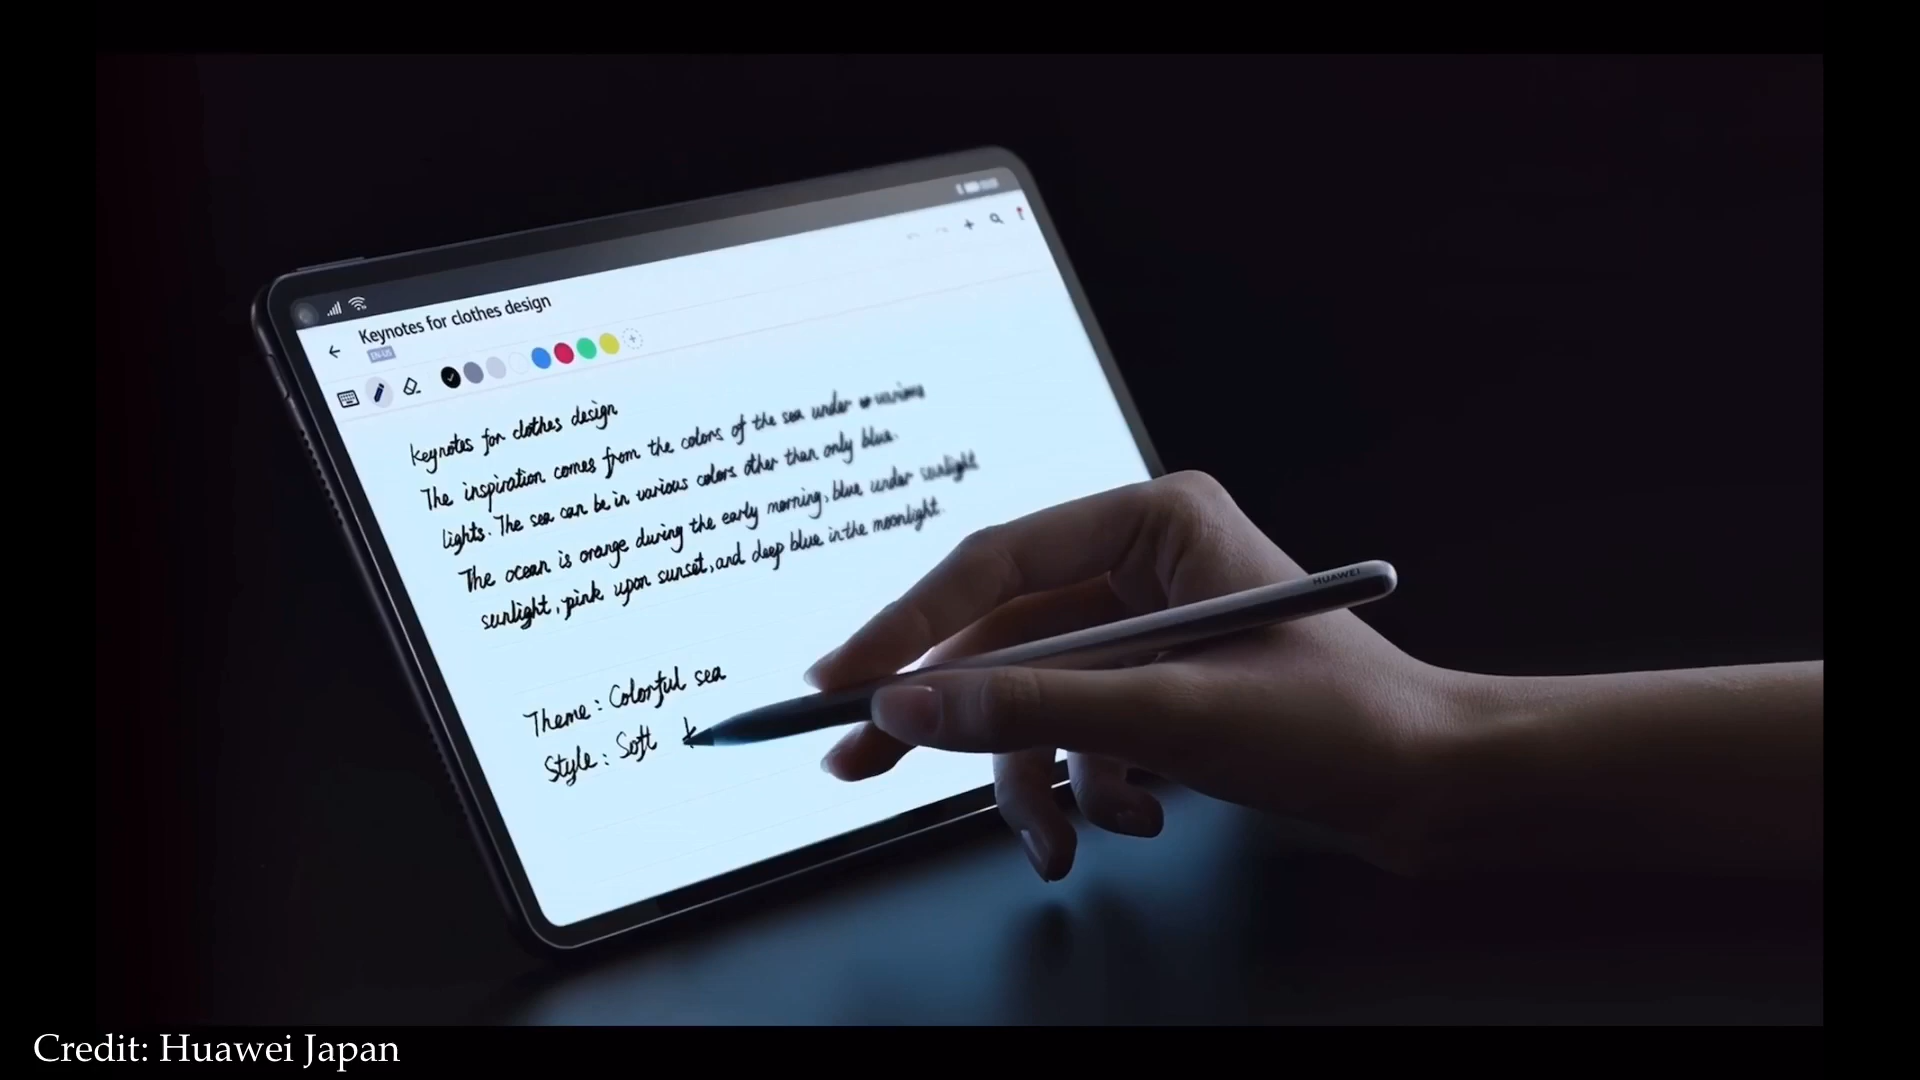 Keynotes for clothes design
EN-US
keynotes for clothes design
The inspiration comes from the colors of the sea under various
lights. The sea can be in various colors other than only blue.
The ocean is orange during the early morning, blue under sunlight
sunlight, pink upon sunset, and deep blue in the moonlight.
Theme: Colorful sea
Style: Soft
HUAWEI
Credit: Huawei Japan